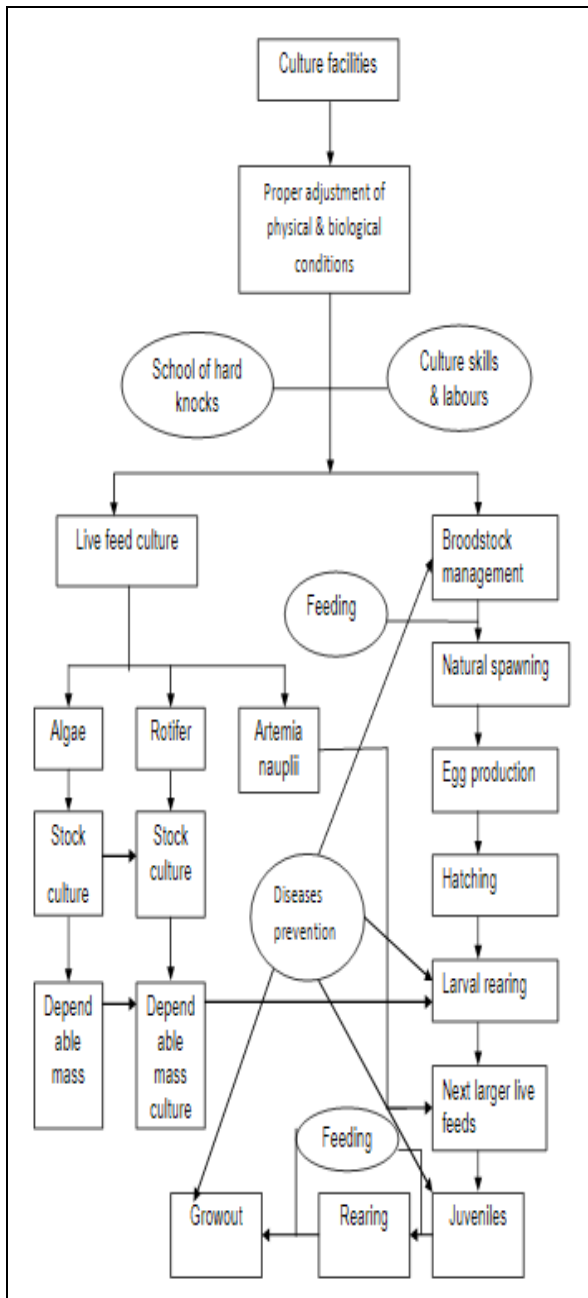 Culture facilities
Proper adjustment of
physical & biological
conditions
School of hard
knocks
Culture skills
& labours
Live feed culture
Broodstock
management
Feeding
Natural spawning
Algae
Rotifer
Artemia
nauplii
Egg production
Stock
culture
Stock
culture
Hatching
Diseases
prevention
Larval rearing
Depend
able
mass
Depend
able
mass
culture
Next larger live
feeds
Feeding
Growout
Rearing
Juveniles